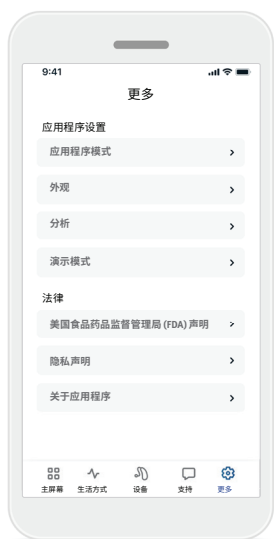 9:41
更多
应用程序设置
应用程序模式
外观
分析
演示模式
法律
美国食品药品监督管理局 (FDA) 声明
隐私声明
关于应用程序
主屏幕 生活方式 设备 支持 更多